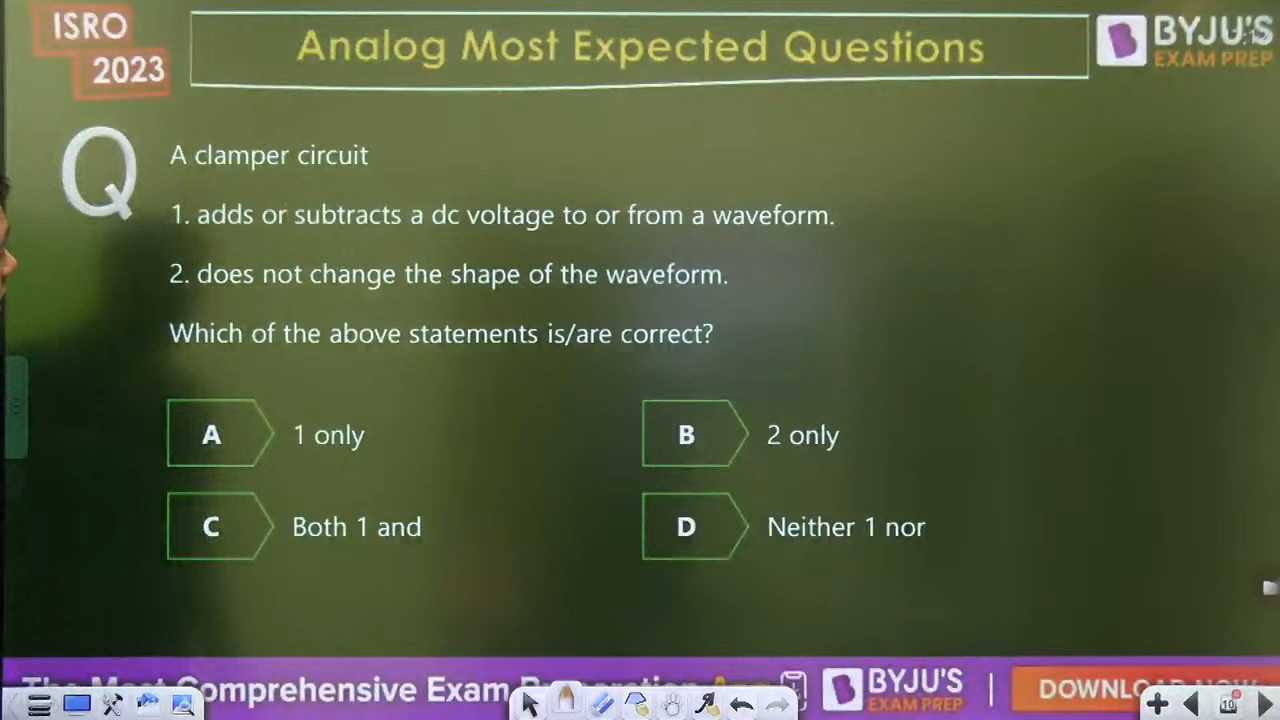 ISRO
2023
Analog Most Expected Questions
BYJU'S
EXAM PREP
Q
A clamper circuit
1. adds or subtracts a dc voltage to or from a waveform.
2. does not change the shape of the waveform.
Which of the above statements is/are correct?
A 1 only
B 2 only
C Both 1 and
D Neither 1 nor
The Most Comprehensive Exam Preparation App
BYJU'S
EXAM PREP
DOWNLOAD NOW
10